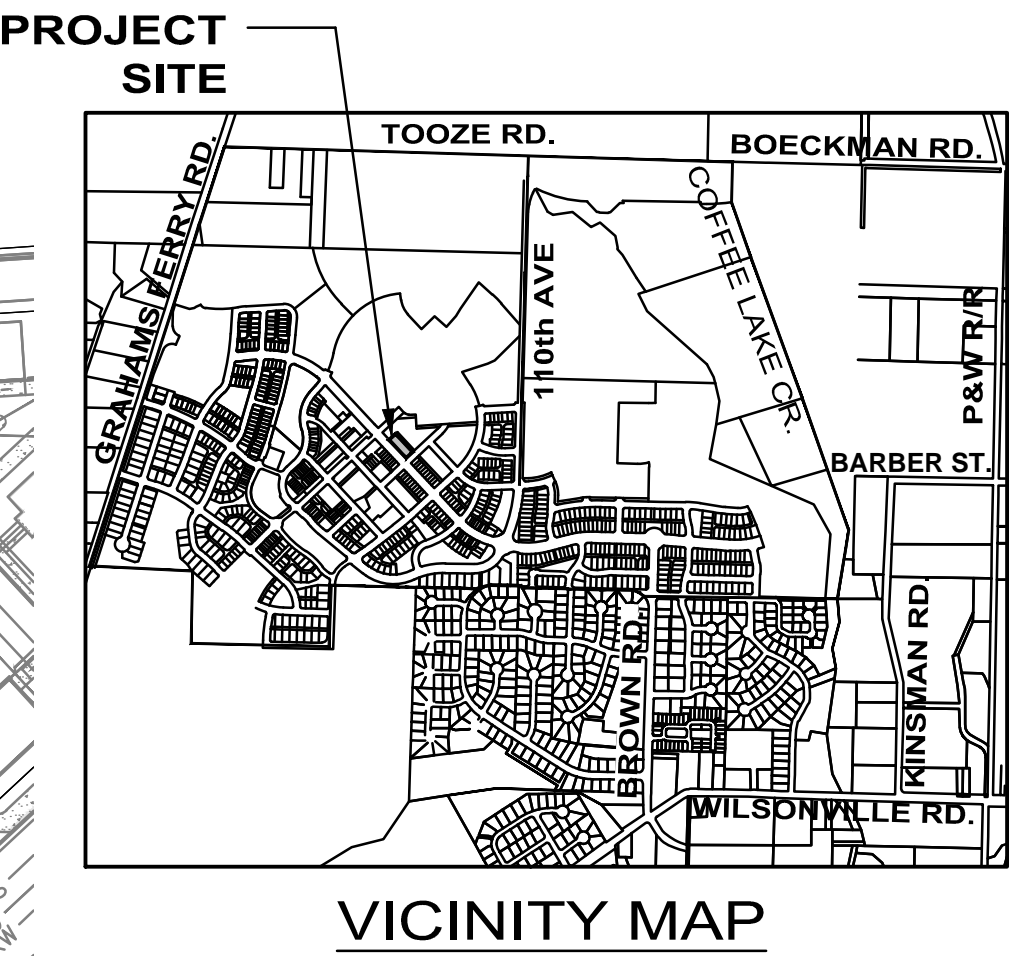 PROJECT
SITE
TOOZE RD.
BOECKMAN RD.
GRAHAMS FERRY RD.
COFFEE LAKE CR.
110th AVE
P&W R/R
BARBER ST.
BROWN RD.
KINSMAN RD.
WILSONVILLE RD.
VICINITY MAP